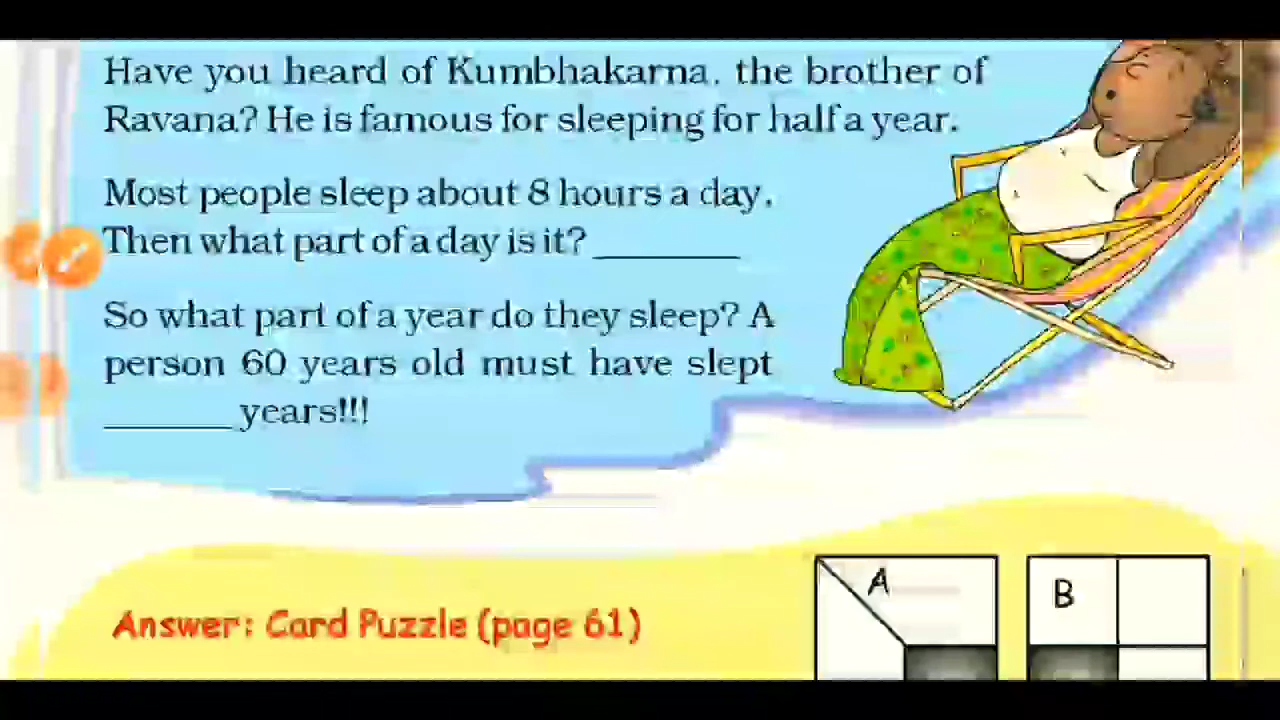 Have you heard of Kumbhakarna, the brother of
Ravana? He is famous for sleeping for half a year.
Most people sleep about 8 hours a day.
Then what part of a day is it? ________
So what part of a year do they sleep? A
person 60 years old must have slept
_______ years!!!
A
B
Answer: Card Puzzle (page 61)